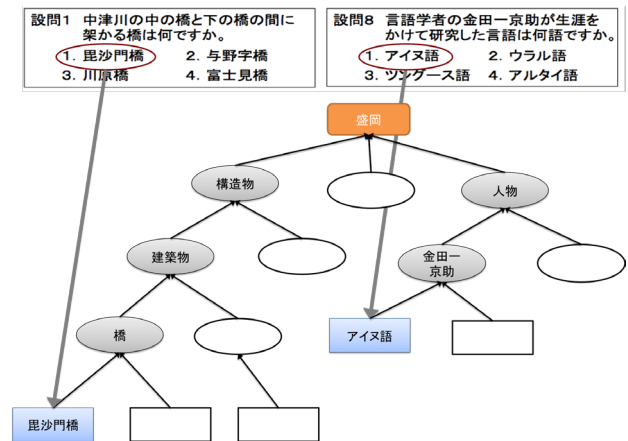 設問1 中津川の中の橋と下の橋の間に
架かる橋は何ですか。
1. 毘沙門橋 2. 与野字橋
3. 川原橋 4. 富士見橋
設問8 言語学者の金田一京助が生涯を
かけて研究した言語は何語ですか。
1. アイヌ語 2. ウラル語
3. ツングース語 4. アルタイ語
盛岡
構造物
人物
建築物
金田一
京助
橋
アイヌ語
毘沙門橋